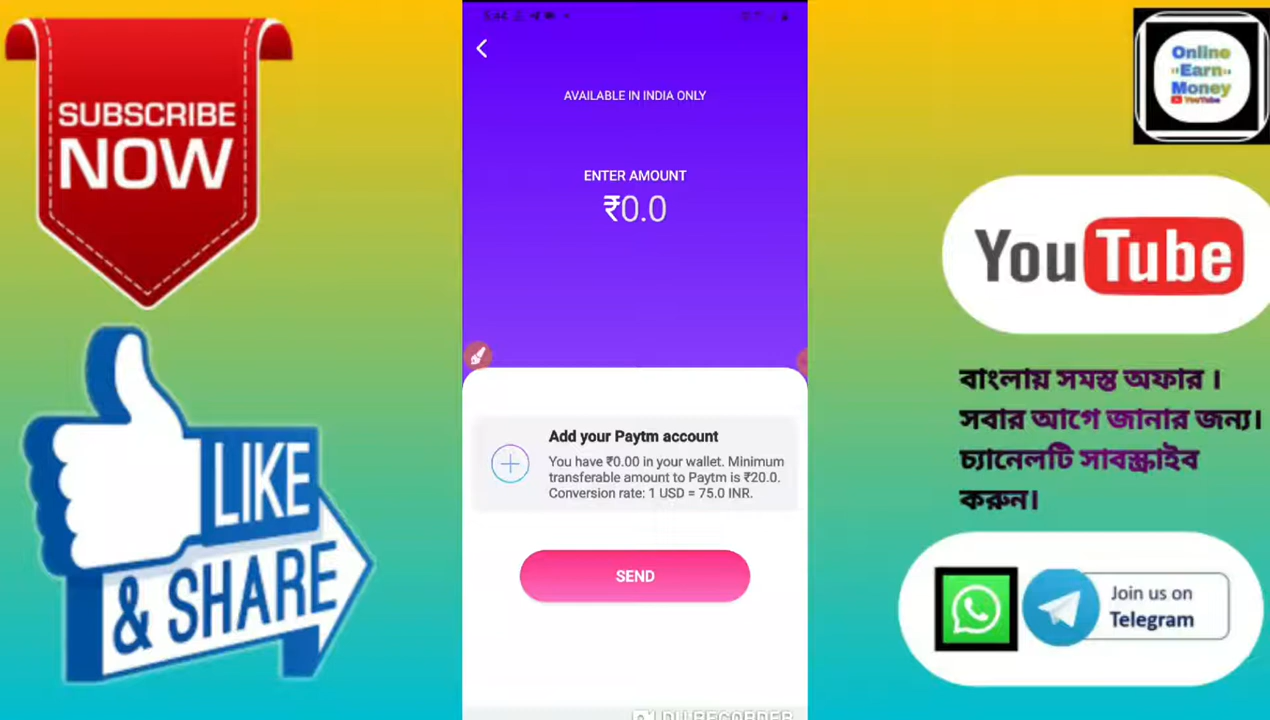 SUBSCRIBE
NOW
LIKE
& SHARE
AVAILABLE IN INDIA ONLY
ENTER AMOUNT
₹0.0
Add your Paytm account
You have ₹0.00 in your wallet. Minimum
transferable amount to Paytm is ₹20.0.
Conversion rate: 1 USD = 75.0 INR.
SEND
Online
Earn
Money
YouTube
YouTube
বাংলায় সমস্ত অফার ।
সবার আগে জানার জন্য।
চ্যানেলটি সাবস্ক্রাইব
করুন।
Join us on
Telegram